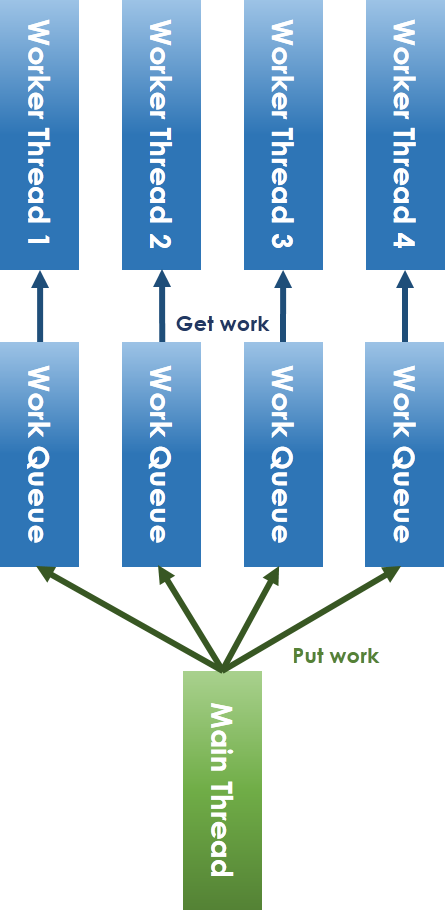 Worker Thread 1
Worker Thread 2
Worker Thread 3
Worker Thread 4
Get work
Work Queue
Work Queue
Work Queue
Work Queue
Put work
Main Thread